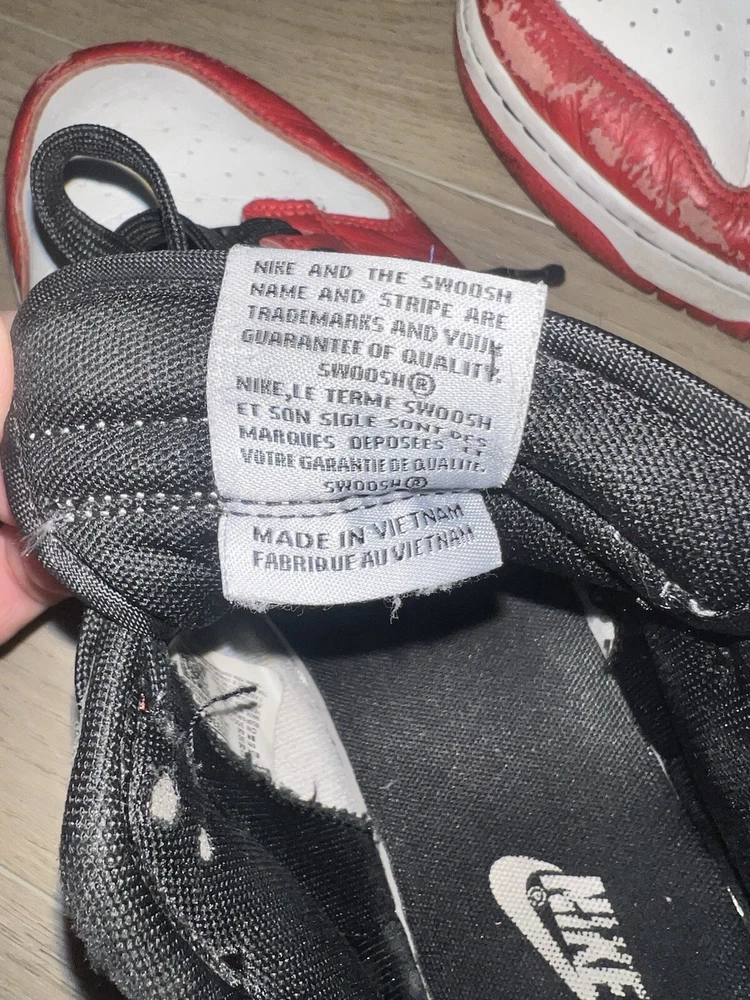 NIKE AND THE SWOOSH
NAME AND STRIPE ARE
TRADEMARKS AND YOUR
GUARANTEE OF QUALITY.
SWOOSH®
NIKE,LE TERME SWOOSH
ET SON SIGLE SONT DES
MARQUES DEPOSEES ET
VOTRE GARANTIE DE QUALITE.
SWOOSH®
MADE IN VIETNAM
FABRIQUE AU VIETNAM
NIKE